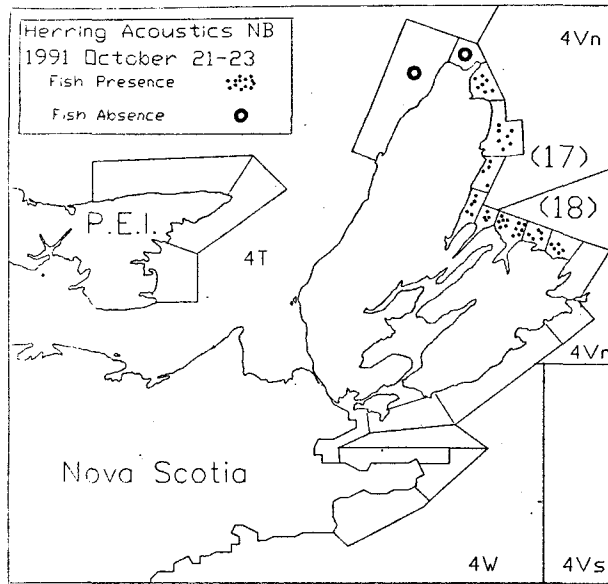 Herring Acoustics NB
1991 October 21-23
Fish Presence
Fish Absence
4Vn
(17)
(18)
P.E.I.
4T
4Vn
Nova Scotia
4W
4Vs